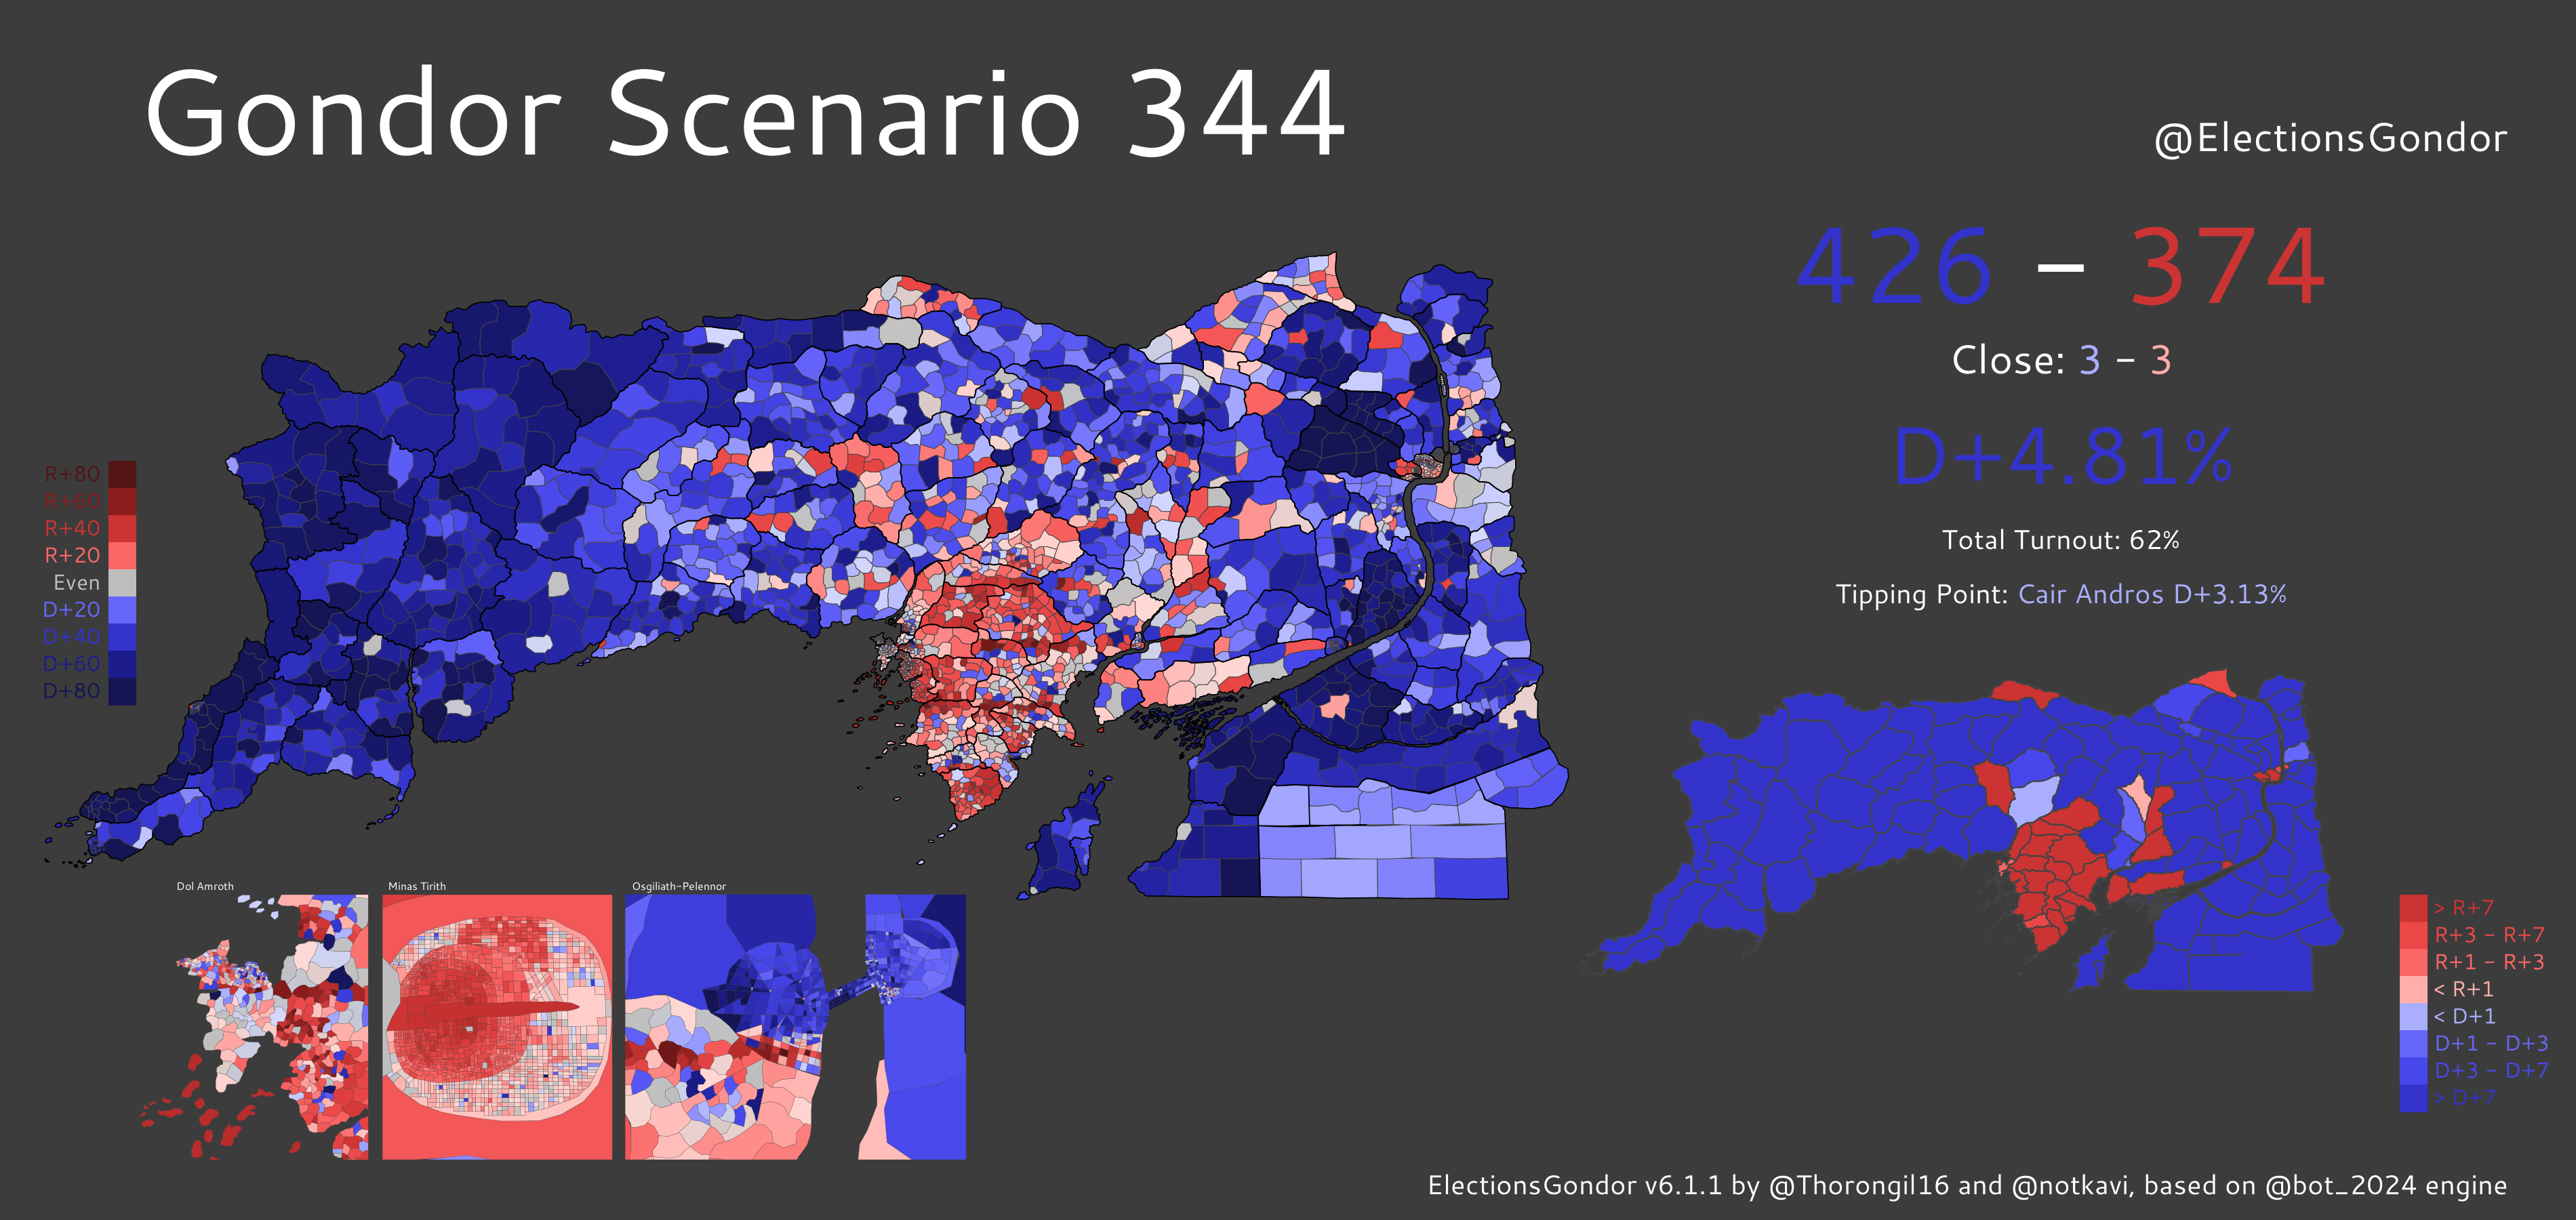 Gondor Scenario 344
@ElectionsGondor
426 – 374
Close: 3 – 3
D+4.81%
Total Turnout: 62%
Tipping Point: Cair Andros D+3.13%
R+80
R+60
R+40
R+20
Even
D+20
D+40
D+60
D+80
Dol Amroth
Minas Tirith
Osgiliath-Pelennor
> R+7
R+3 – R+7
R+1 – R+3
< R+1
< D+1
D+1 – D+3
D+3 – D+7
> D+7
ElectionsGondor v6.1.1 by @Thorongil16 and @notkavi, based on @bot_2024 engine